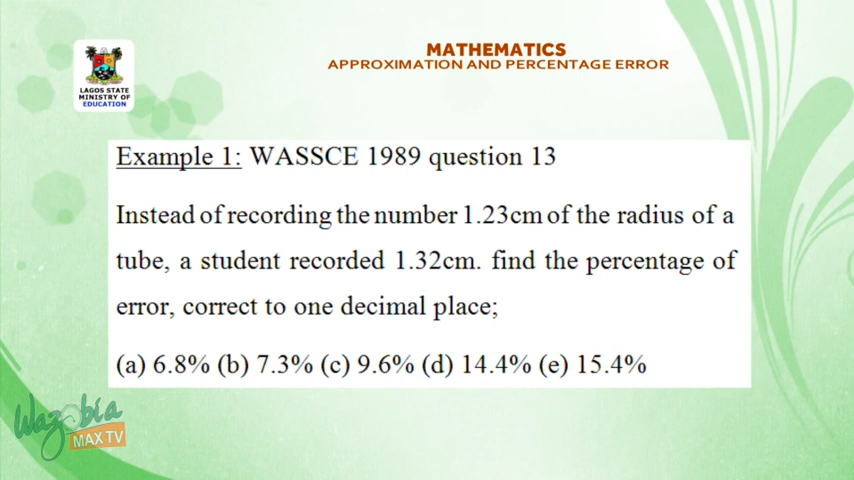 MATHEMATICS
APPROXIMATION AND PERCENTAGE ERROR
LAGOS STATE
MINISTRY OF
EDUCATION
Example 1: WASSCE 1989 question 13
Instead of recording the number 1.23cm of the radius of a
tube, a student recorded 1.32cm. find the percentage of
error, correct to one decimal place;
(a) 6.8% (b) 7.3% (c) 9.6% (d) 14.4% (e) 15.4%
Wazobia
MAX TV